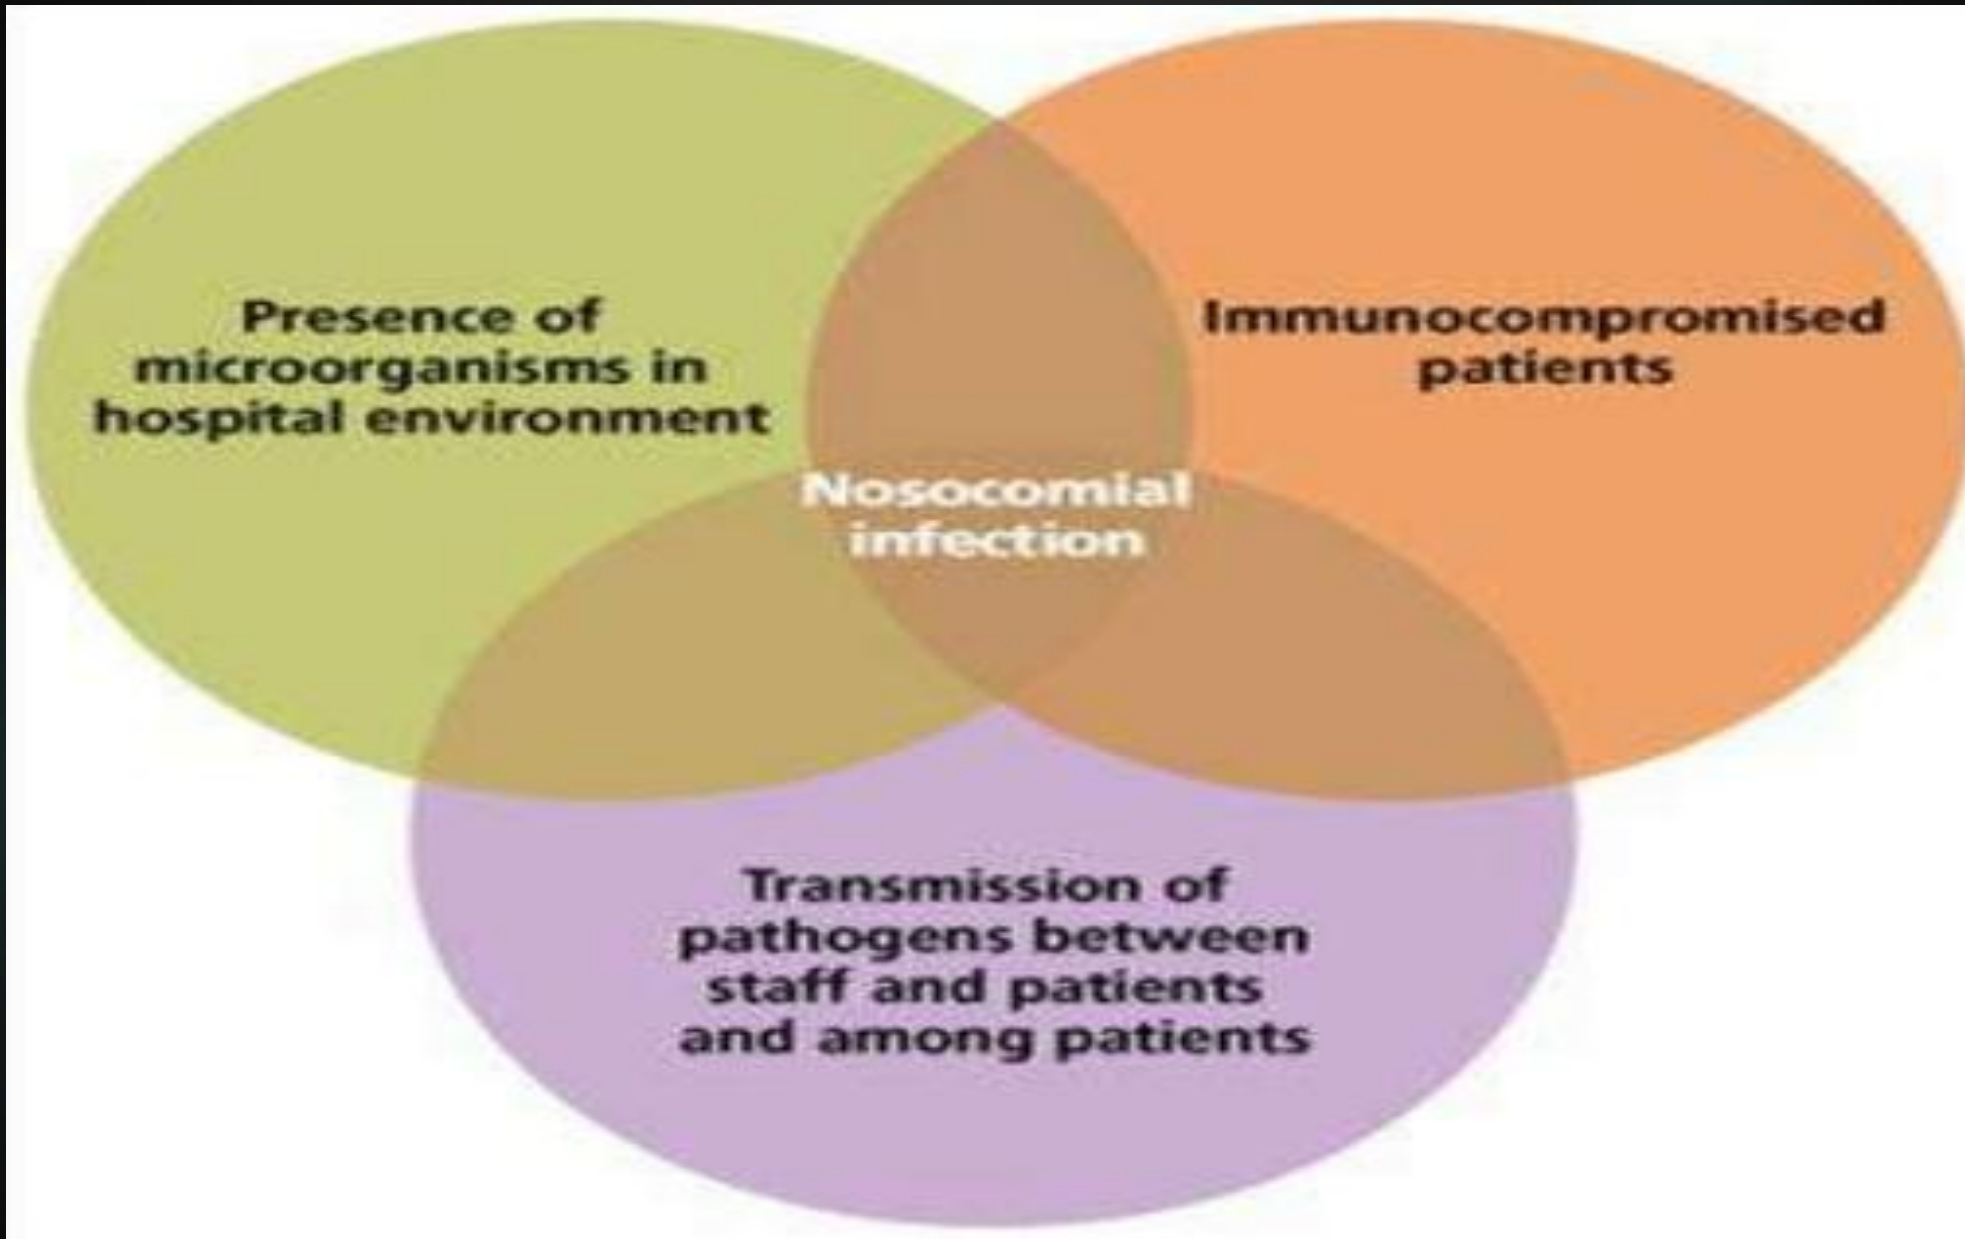 Presence of
microorganisms in
hospital environment
Immunocompromised
patients
Nosocomial
infection
Transmission of
pathogens between
staff and patients
and among patients